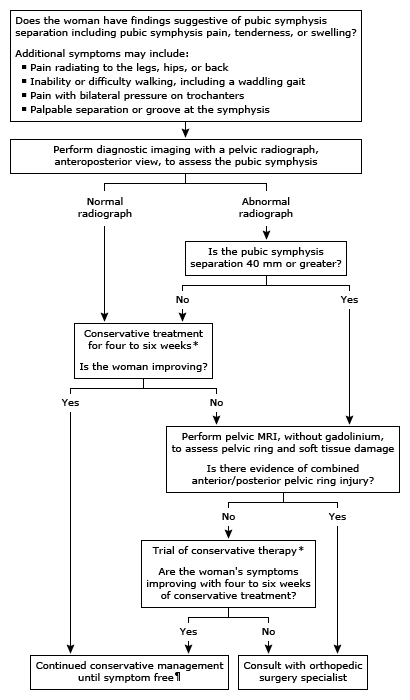 Does the woman have findings suggestive of pubic symphysis
separation including pubic symphysis pain, tenderness, or swelling?
Additional symptoms may include:
▪ Pain radiating to the legs, hips, or back
▪ Inability or difficulty walking, including a waddling gait
▪ Pain with bilateral pressure on trochanters
▪ Palpable separation or groove at the symphysis
Perform diagnostic imaging with a pelvic radiograph,
anteroposterior view, to assess the pubic symphysis
Normal
radiograph
Abnormal
radiograph
Is the pubic symphysis
separation 40 mm or greater?
No
Yes
Conservative treatment
for four to six weeks*
Is the woman improving?
Yes
No
Perform pelvic MRI, without gadolinium,
to assess pelvic ring and soft tissue damage
Is there evidence of combined
anterior/posterior pelvic ring injury?
No
Yes
Trial of conservative therapy*
Are the woman's symptoms
improving with four to six weeks
of conservative treatment?
Yes
No
Continued conservative management
until symptom free¶
Consult with orthopedic
surgery specialist